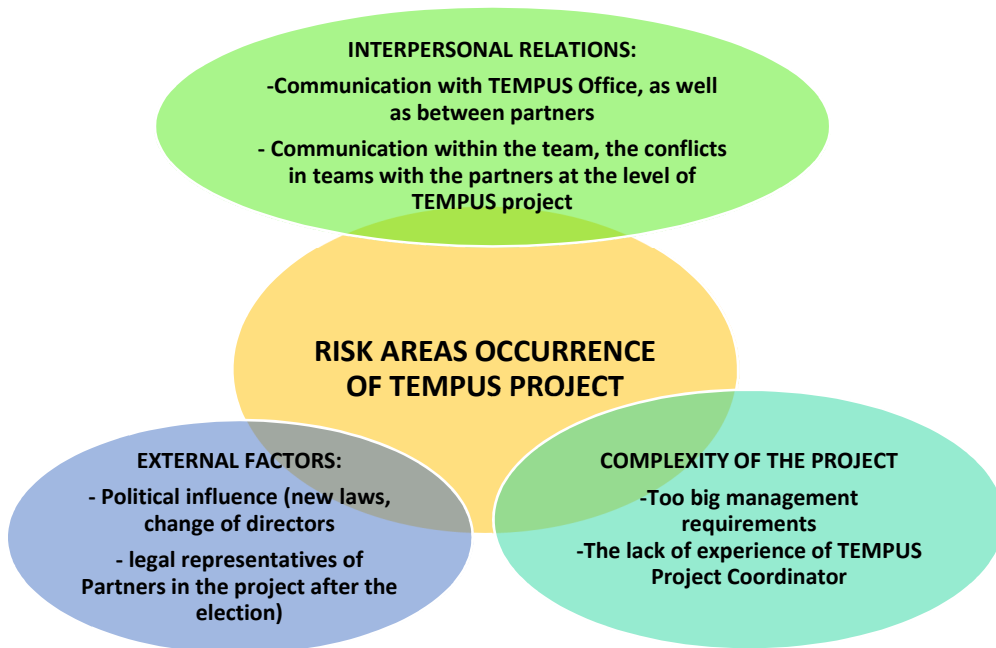 INTERPERSONAL RELATIONS:
-Communication with TEMPUS Office, as well
as between partners
- Communication within the team, the conflicts
in teams with the partners at the level of
TEMPUS project
RISK AREAS OCCURRENCE
OF TEMPUS PROJECT
EXTERNAL FACTORS:
- Political influence (new laws,
change of directors
- legal representatives of
Partners in the project after the
election)
COMPLEXITY OF THE PROJECT
-Too big management
requirements
-The lack of experience of TEMPUS
Project Coordinator